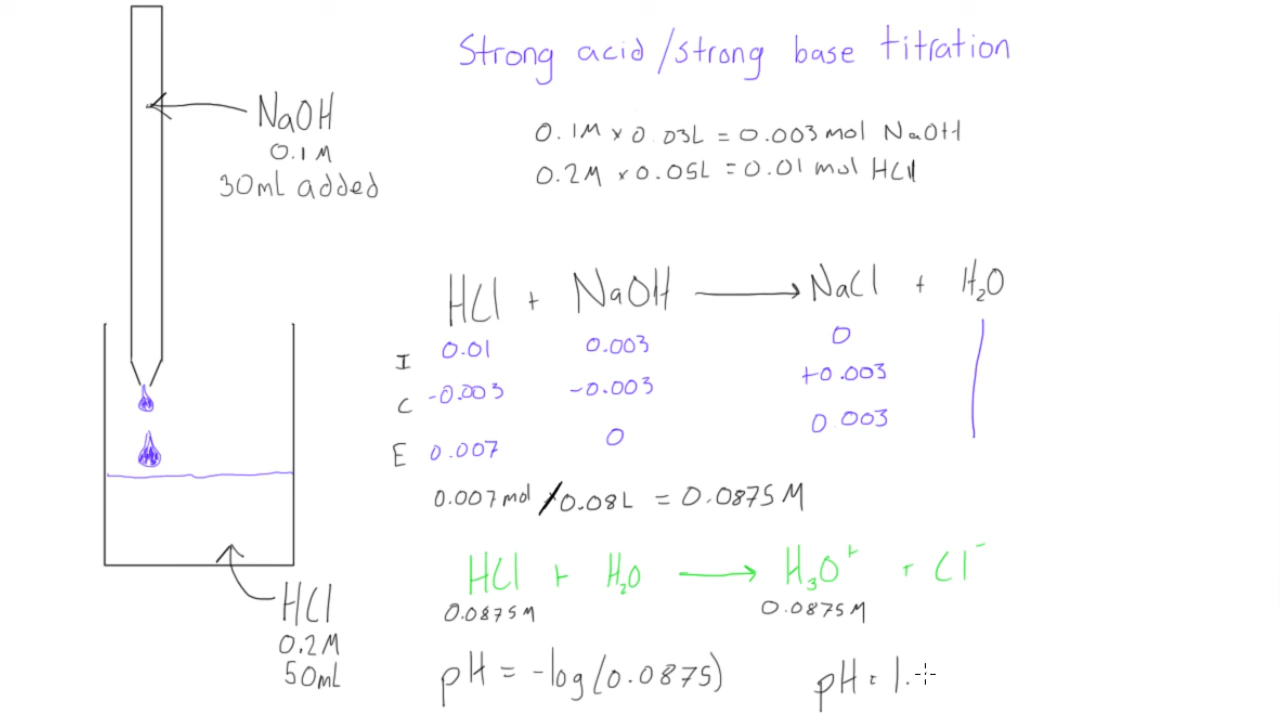 Strong acid/strong base titration
NaOH
0.1M
30ml added
0.1M x 0.03L = 0.003 mol NaOH
0.2M x 0.05L = 0.01 mol HCl
HCl + NaOH → NaCl + H₂O
I 0.01 0.003 0
C -0.003 -0.003 +0.003
E 0.007 0 0.003
0.007 mol / 0.08L = 0.0875 M
HCl + H₂O → H₃O⁺ + Cl⁻
0.0875M 0.0875M
HCl
0.2M
50mL
pH = -log(0.0875) pH = 1.